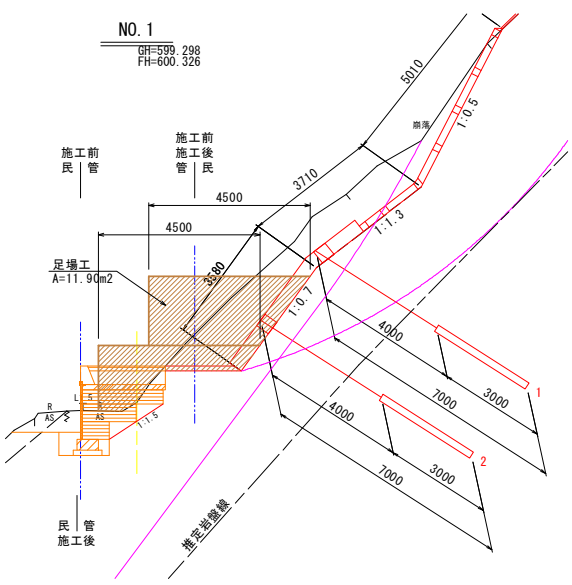 NO. 1
GH=599.298
FH=600.326
5010
崩落
1:0.5
施工前
民 管
施工前
施工後
管 民
3710
4500
1:1.3
4500
足場工
A=11.90m2
3580
1:0.7
4000
3000
1
7000
L
5
R
AS
AS
1:1.5
4000
3000
2
7000
民 管
施工後
推定岩盤線